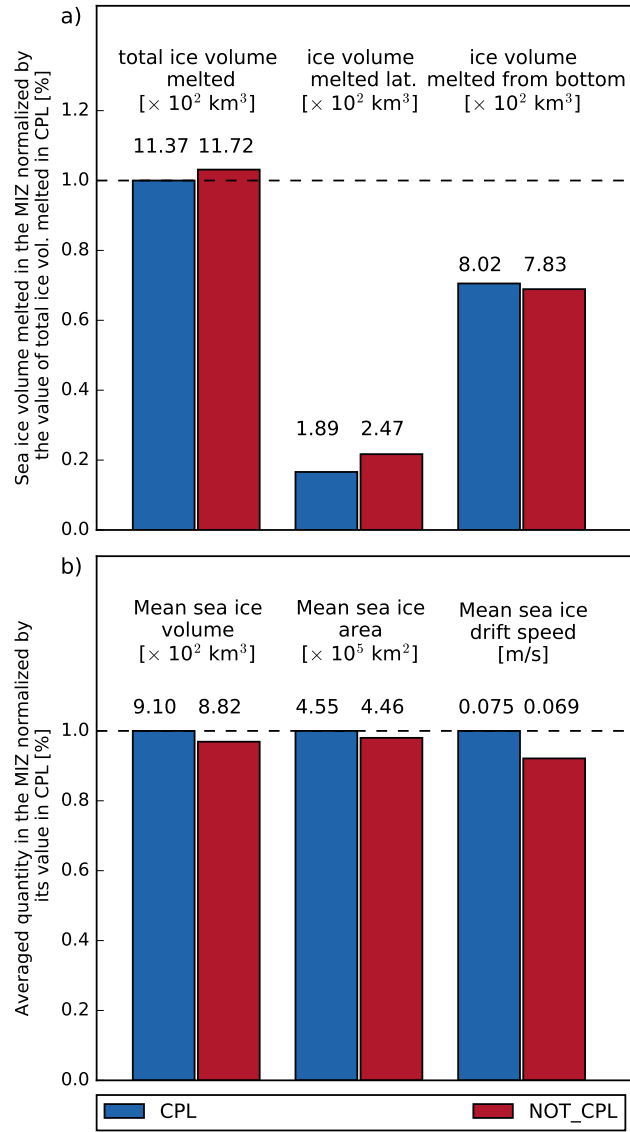 a)
Sea ice volume melted in the MIZ normalized by
the value of total ice vol. melted in CPL [%]
total ice volume
melted
[× 10² km³]
ice volume
melted lat.
[× 10² km³]
ice volume
melted from bottom
[× 10² km³]
1.2
1.0
0.8
0.6
0.4
0.2
0.0
11.37 11.72
1.89 2.47
8.02 7.83
b)
Averaged quantity in the MIZ normalized by
its value in CPL [%]
Mean sea ice
volume
[× 10² km³]
Mean sea ice
area
[× 10⁵ km²]
Mean sea ice
drift speed
[m/s]
9.10 8.82
4.55 4.46
0.075 0.069
1.0
0.8
0.6
0.4
0.2
0.0
CPL
NOT_CPL